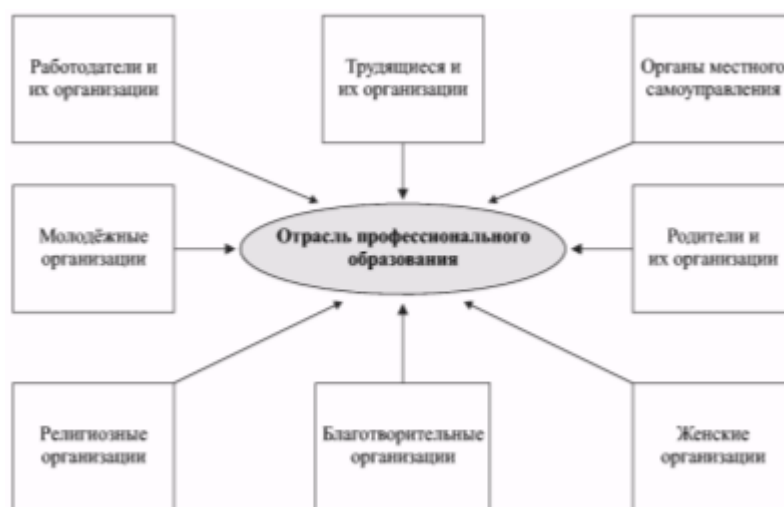 Работодатели и
их организации
Трудящиеся и
их организации
Органы местного
самоуправления
Молодёжные
организации
Отрасль профессионального
образования
Родители и
их организации
Религиозные
организации
Благотворительные
организации
Женские
организации